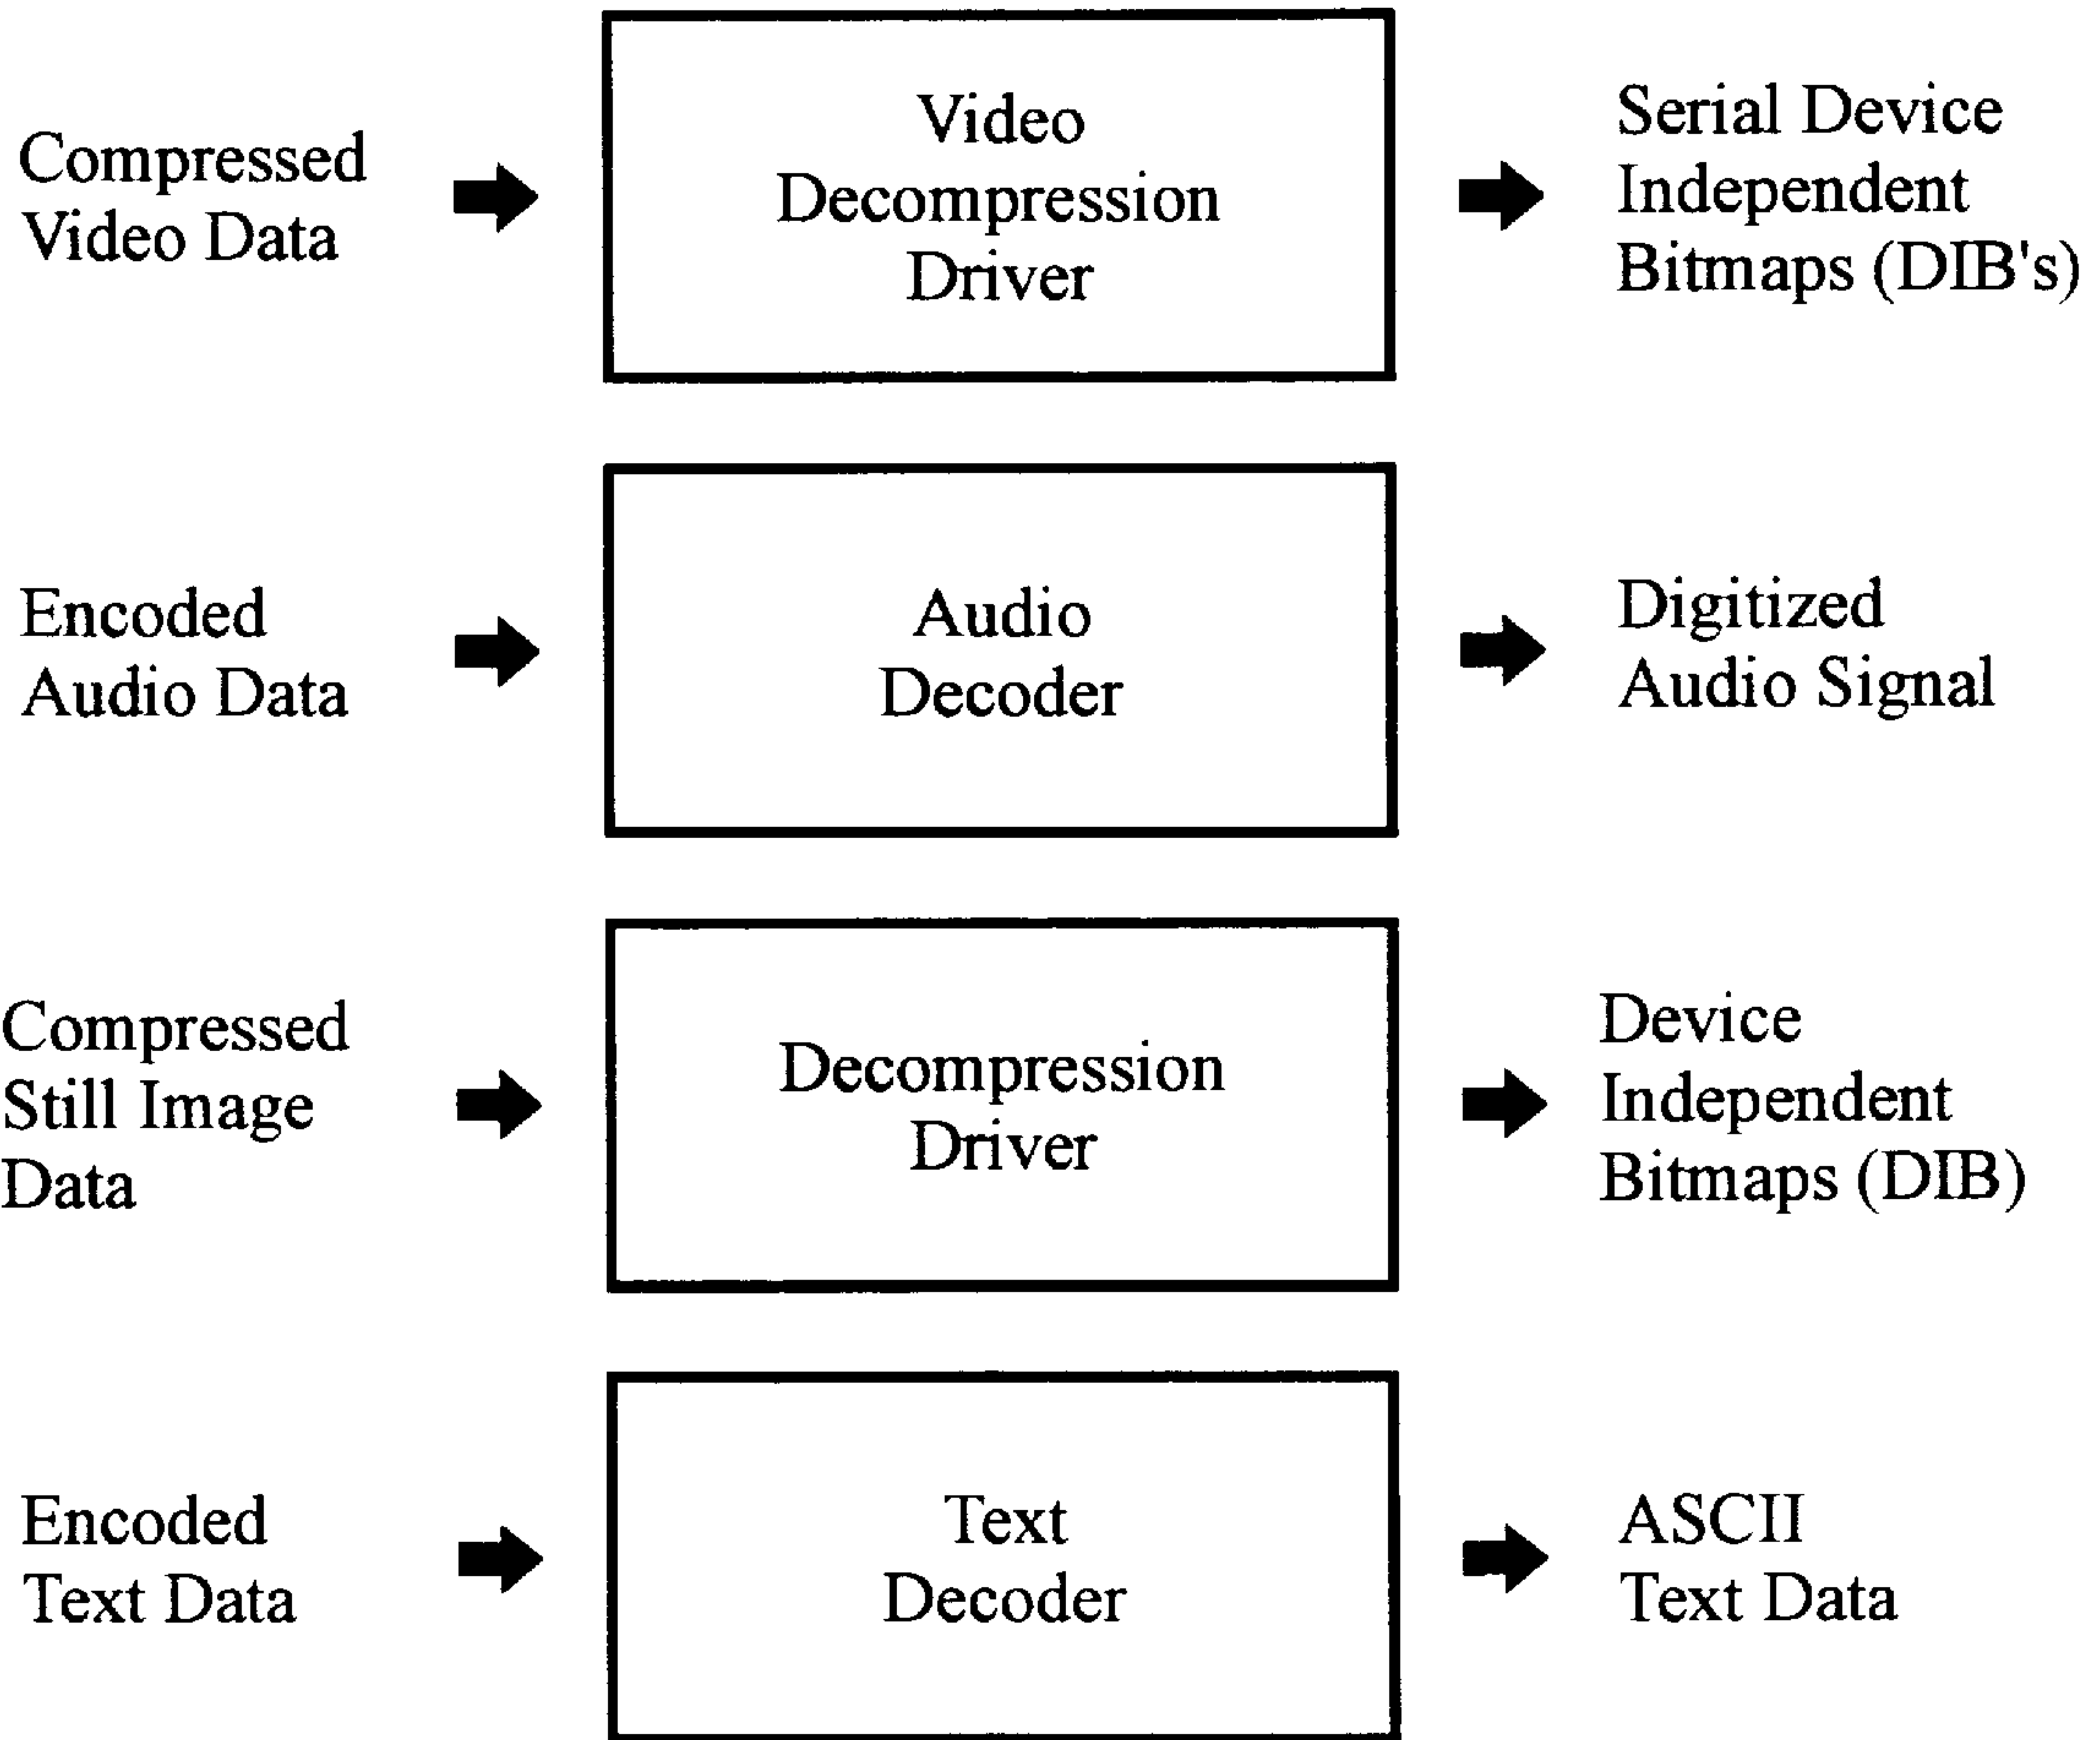 Compressed
Video Data
Video
Decompression
Driver
Serial Device
Independent
Bitmaps (DIB's)
Encoded
Audio Data
Audio
Decoder
Digitized
Audio Signal
Compressed
Still Image
Data
Decompression
Driver
Device
Independent
Bitmaps (DIB)
Encoded
Text Data
Text
Decoder
ASCII
Text Data